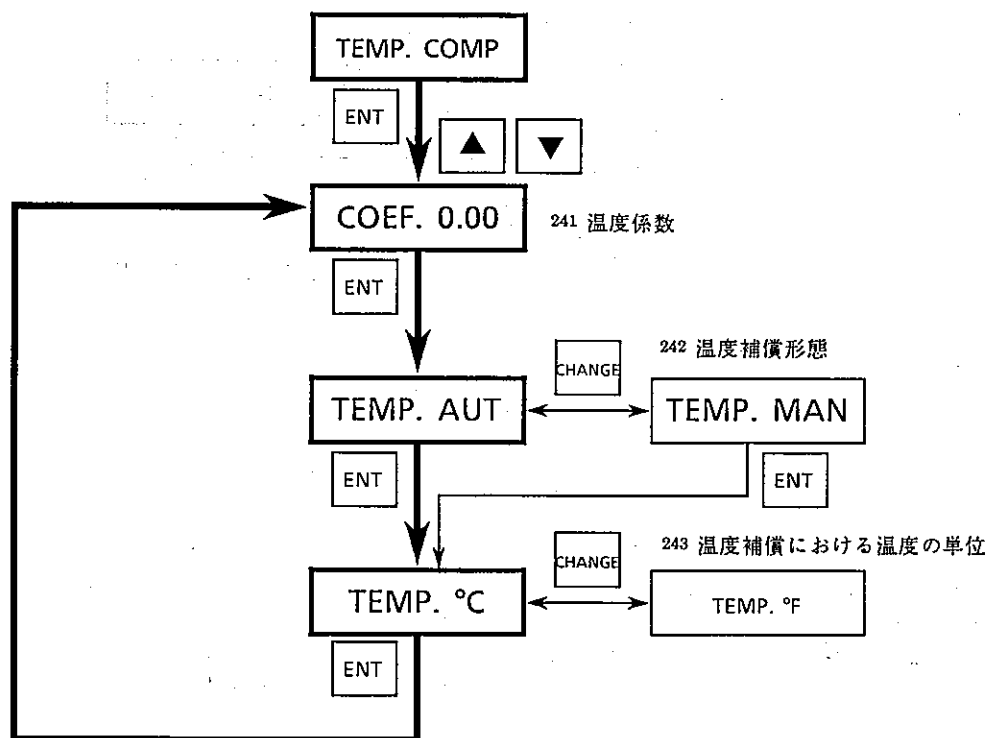 TEMP. COMP
ENT
▲ ▼
COEF. 0.00
241 温度係数
ENT
242 温度補償形態
CHANGE
TEMP. AUT
TEMP. MAN
ENT
ENT
243 温度補償における温度の単位
CHANGE
TEMP. °C
TEMP. °F
ENT